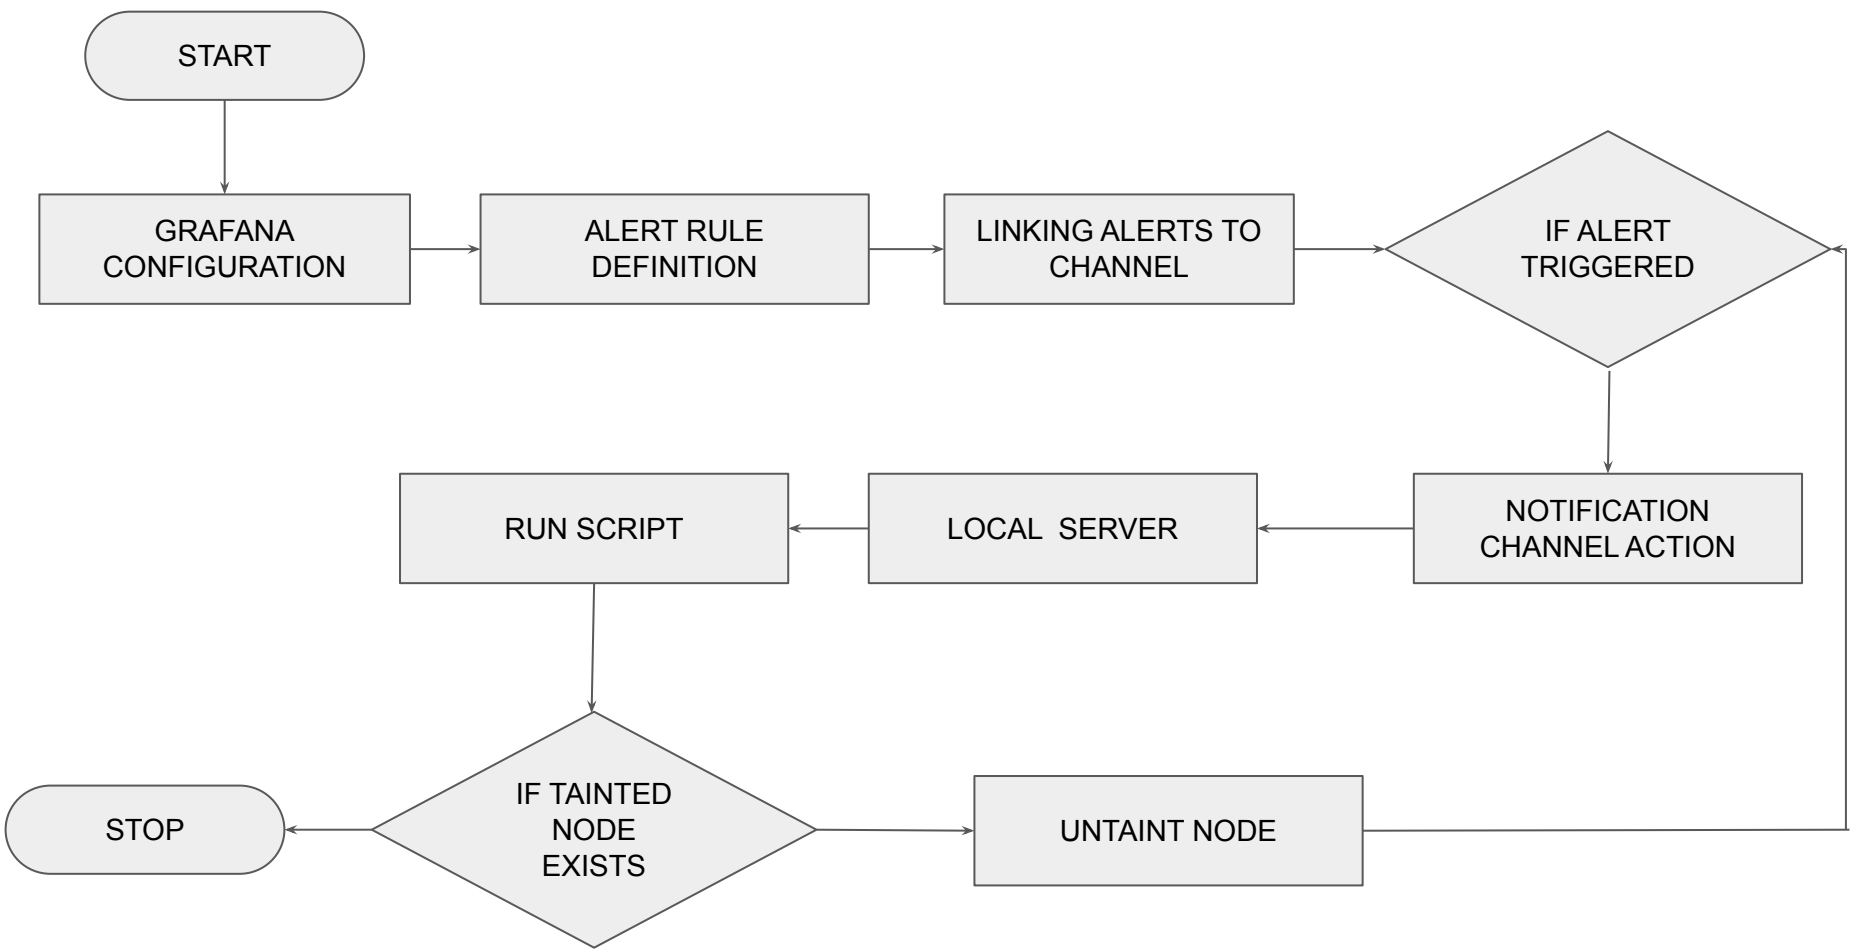 START
GRAFANA
CONFIGURATION
ALERT RULE
DEFINITION
LINKING ALERTS TO
CHANNEL
IF ALERT
TRIGGERED
NOTIFICATION
CHANNEL ACTION
LOCAL  SERVER
RUN SCRIPT
IF TAINTED
NODE
EXISTS
STOP
UNTAINT NODE